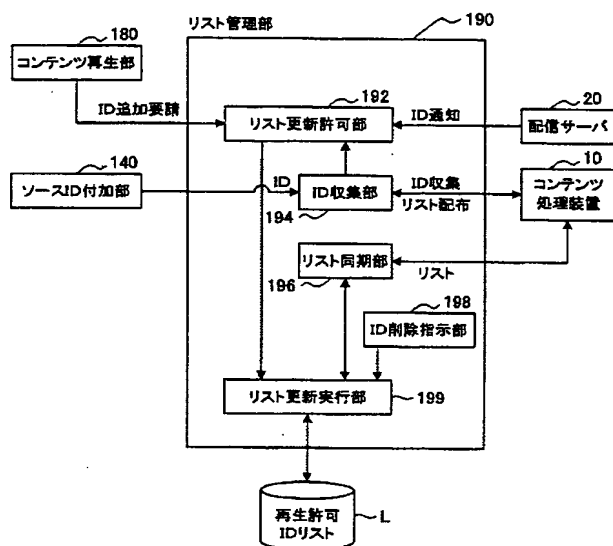 リスト管理部
190
180
コンテンツ再生部
ID追加要請
192
リスト更新許可部
ID通知
20
配信サーバ
140
ソースID付加部
ID
ID収集部
194
ID収集
リスト配布
10
コンテンツ
処理装置
リスト同期部
196
リスト
198
ID削除指示部
リスト更新実行部
199
再生許可
IDリスト
L